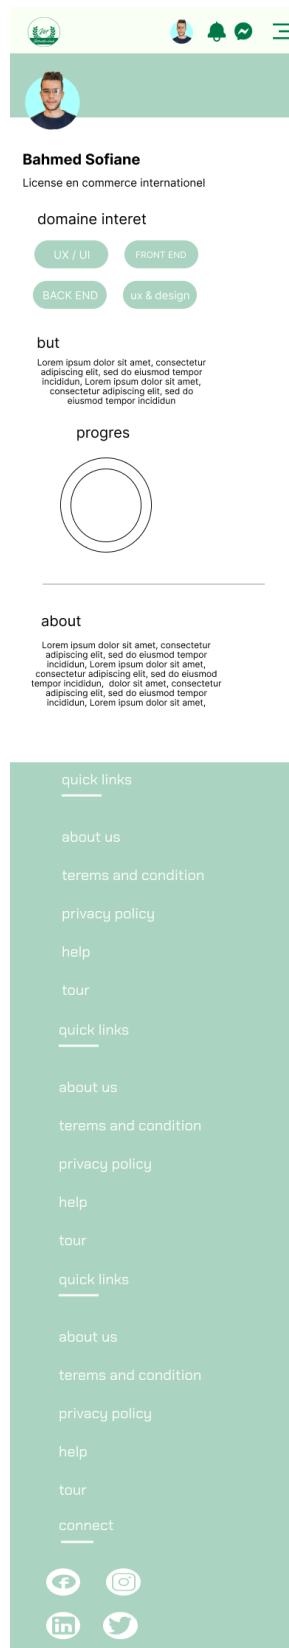 Bahmed Sofiane
License en commerce internationel
domaine interet
UX / UI
FRONT END
BACK END
ux & design
but
Lorem ipsum dolor sit amet, consectetur
adipiscing elit, sed do eiusmod tempor
incididun, Lorem ipsum dolor sit amet,
consectetur adipiscing elit, sed do
eiusmod tempor incididun
progres
about
Lorem ipsum dolor sit amet, consectetur
adipiscing elit, sed do eiusmod tempor
incididun, Lorem ipsum dolor sit amet,
consectetur adipiscing elit, sed do eiusmod
tempor incididun,  dolor sit amet, consectetur
adipiscing elit, sed do eiusmod tempor
incididun, Lorem ipsum dolor sit amet,
quick links
about us
terems and condition
privacy policy
help
tour
quick links
about us
terems and condition
privacy policy
help
tour
quick links
about us
terems and condition
privacy policy
help
tour
connect